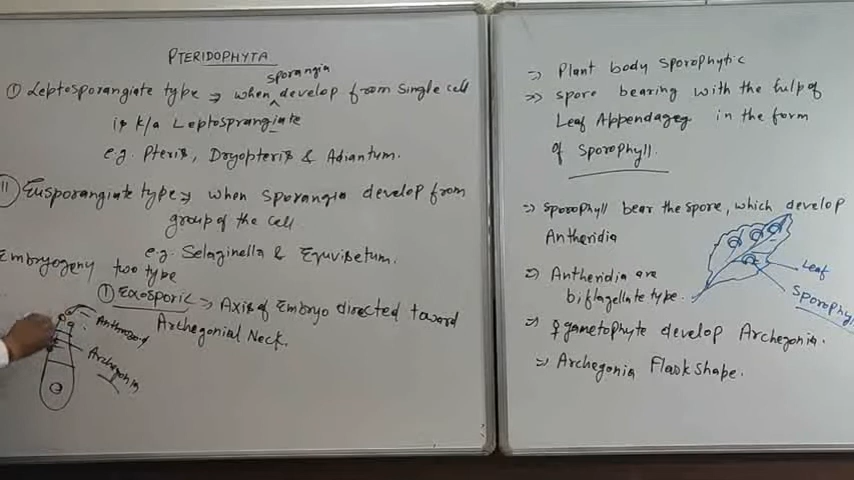 PTERIDOPHYTA
① Leptosporangiate type ⇒ when sporangia develop from single cell
is k/a Leptosprangiate
e.g. Pteris, Dryopteris & Adiantum.
II Eusporangiate type ⇒ when sporangia develop from
group of the cell
e.g. Selaginella & Equisetum.
Embryogeny two type
① Exosporic ⇒ Axis of Embryo directed toward
Archegonial Neck.
Antherozoid
Archegonia
⇒ Plant body sporophytic
⇒ spore bearing with the fulp of
Leaf Appendages in the form
of sporophyll.
⇒ sporophyll bear the spore, which develop
Antheridia
⇒ Antheridia are
biflagellate type.
Leaf
Sporophyll
⇒ ♀ gametophyte develop Archegonia.
⇒ Archegonia Flask shape.